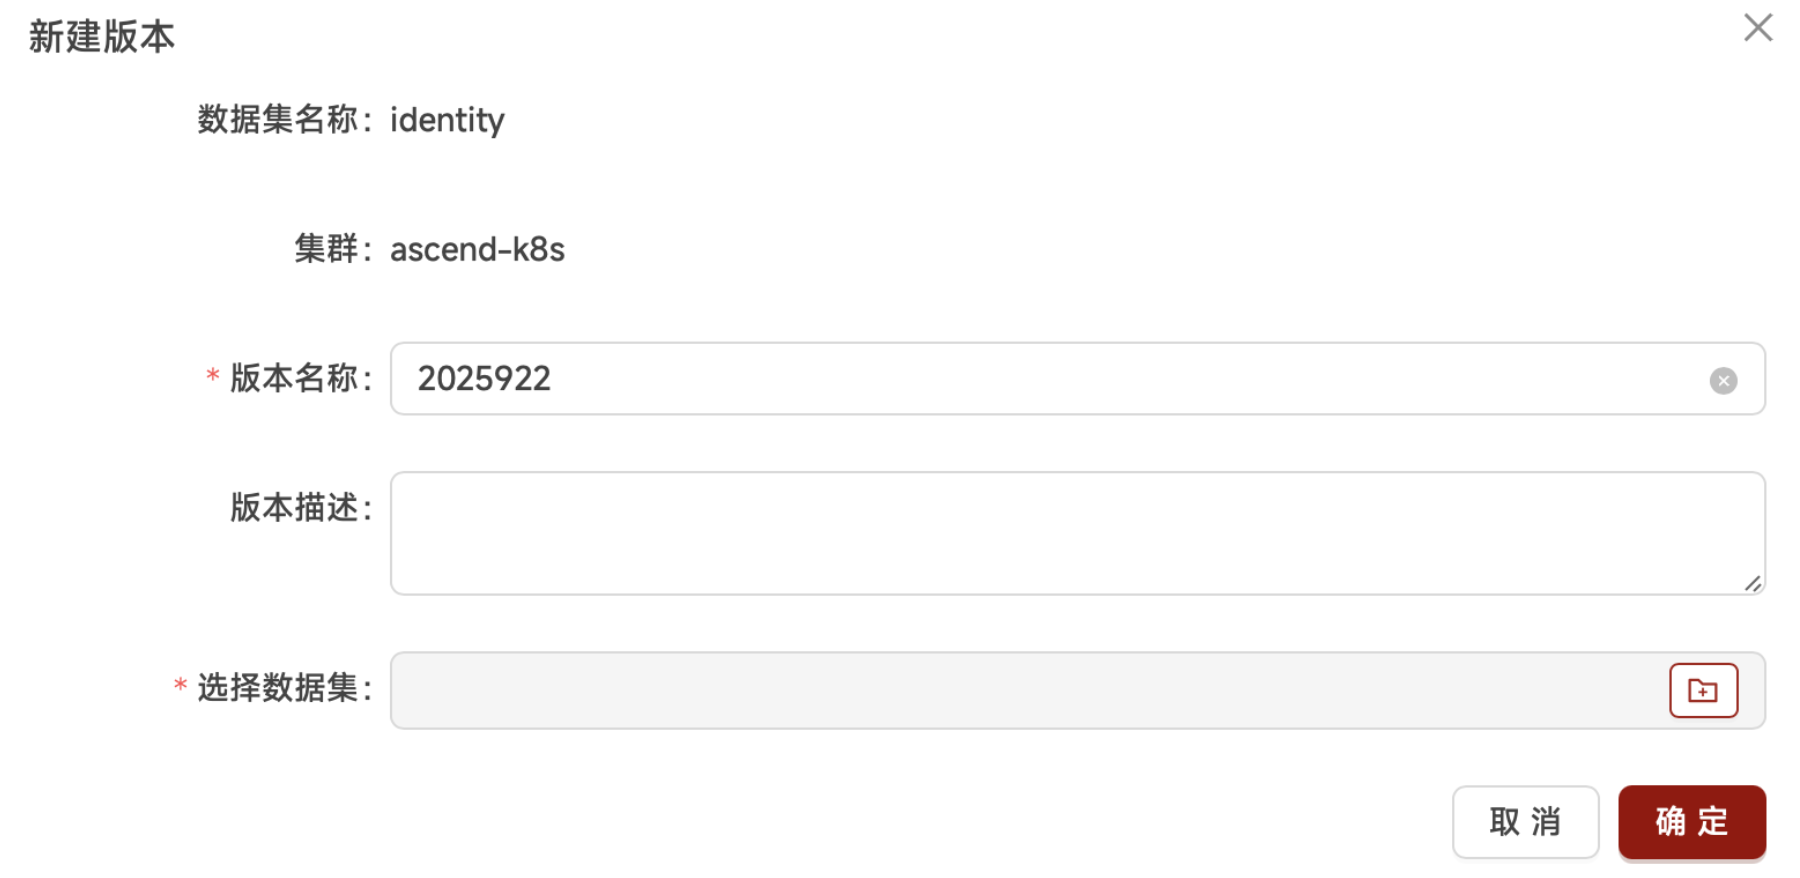 新建版本
数据集名称：identity
集群：ascend-k8s
* 版本名称：2025922
版本描述：
* 选择数据集：
取消 确定